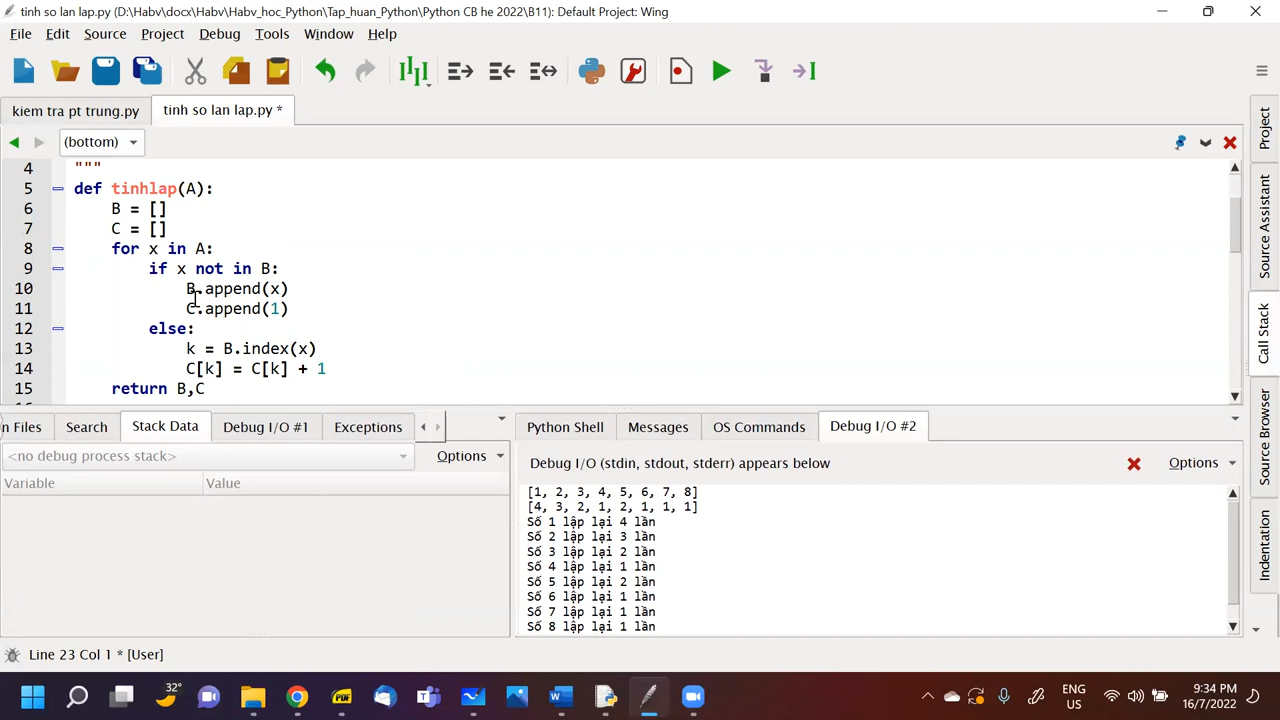 tinh so lan lap.py (D:\Habv\docx\Habv\Habv_hoc_Python\Tap_huan_Python\Python CB he 2022\B11): Default Project: Wing
File Edit Source Project Debug Tools Window Help
kiem tra pt trung.py tinh so lan lap.py *
(bottom)
4 """
5 def tinhlap(A):
6 B = []
7 C = []
8 for x in A:
9 if x not in B:
10 B.append(x)
11 C.append(1)
12 else:
13 k = B.index(x)
14 C[k] = C[k] + 1
15 return B,C
Project
Source Assistant
Call Stack
Source Browser
Indentation
n Files Search Stack Data Debug I/O #1 Exceptions
<no debug process stack> Options
Variable Value
Python Shell Messages OS Commands Debug I/O #2
Debug I/O (stdin, stdout, stderr) appears below Options
[1, 2, 3, 4, 5, 6, 7, 8]
[4, 3, 2, 1, 2, 1, 1, 1]
Số 1 lập lại 4 lần
Số 2 lập lại 3 lần
Số 3 lập lại 2 lần
Số 4 lập lại 1 lần
Số 5 lập lại 2 lần
Số 6 lập lại 1 lần
Số 7 lập lại 1 lần
Số 8 lập lại 1 lần
Line 23 Col 1 * [User]
32°
ENG
US
9:34 PM
16/7/2022